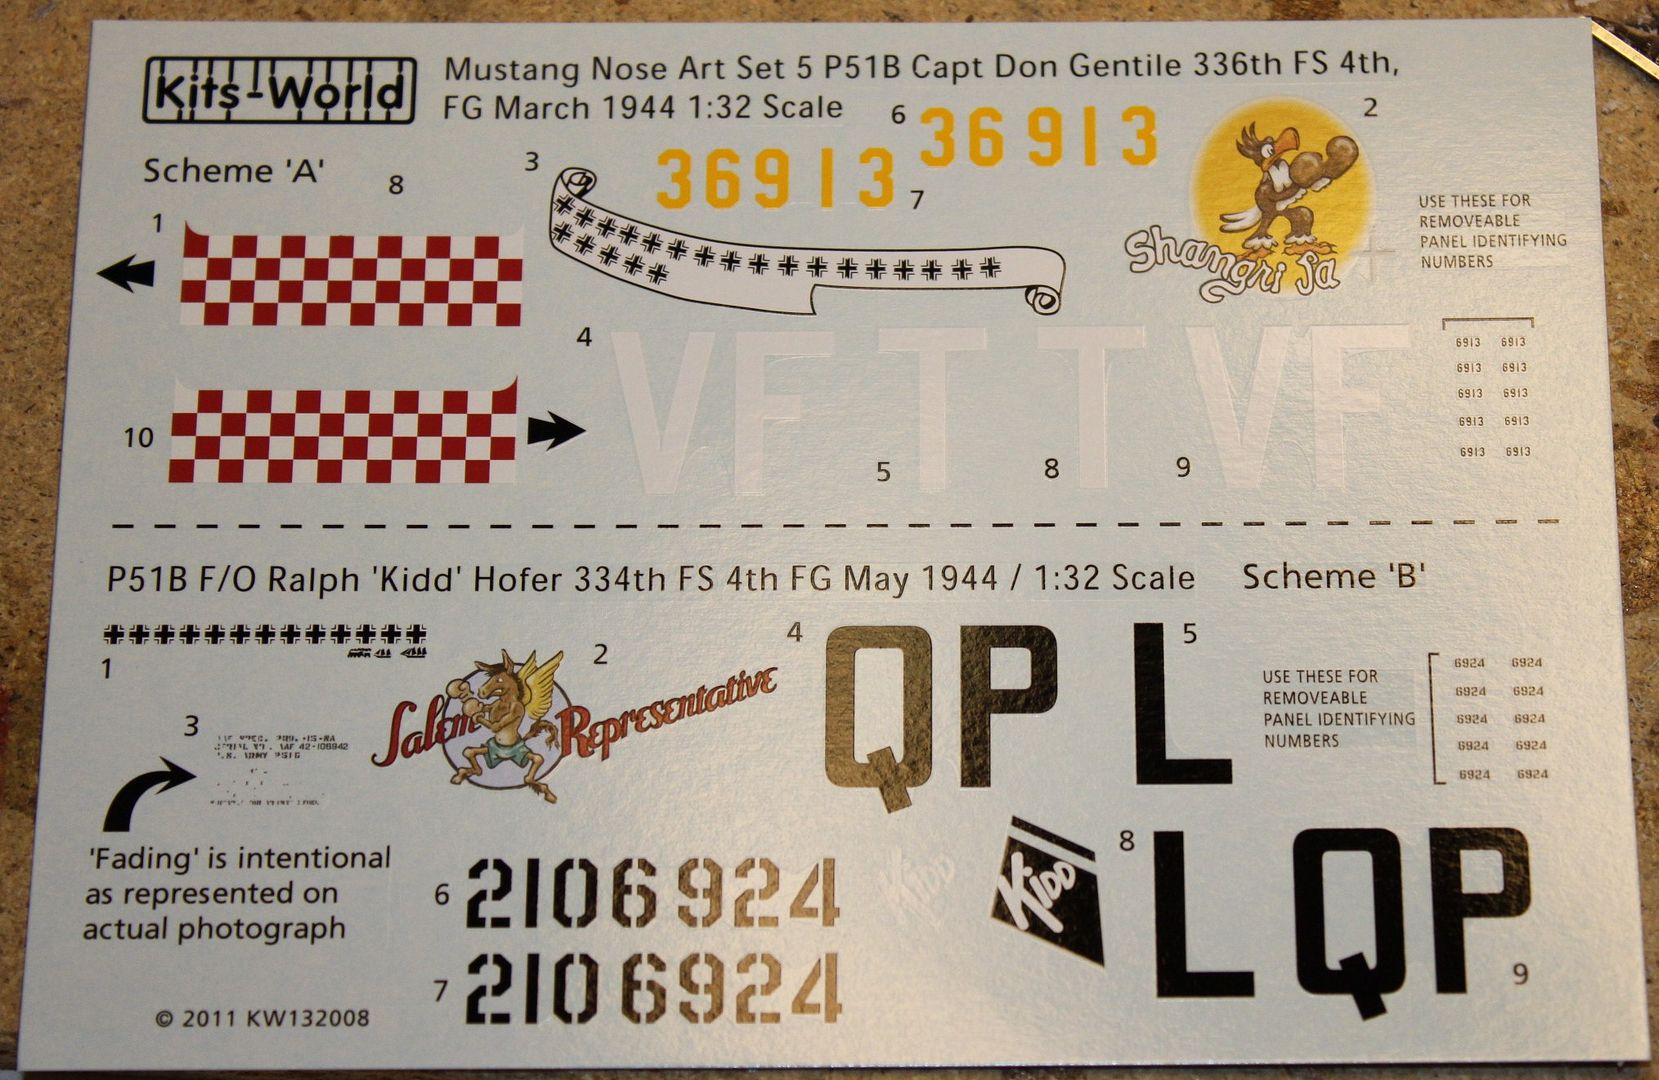 Kits-World
Mustang Nose Art Set 5 P51B Capt Don Gentile 336th FS 4th,
FG March 1944 1:32 Scale
6
36913
2
Scheme 'A'
8
3
36913
7
1
Shangri La
USE THESE FOR
REMOVEABLE
PANEL IDENTIFYING
NUMBERS
4
VF T T VF
6913 6913
6913 6913
6913 6913
6913 6913
6913 6913
10
5
8
9
P51B F/O Ralph 'Kidd' Hofer 334th FS 4th FG May 1944 / 1:32 Scale
Scheme 'B'
1
2
Salem Representative
4
QP
L
5
USE THESE FOR
REMOVEABLE
PANEL IDENTIFYING
NUMBERS
6924 6924
6924 6924
6924 6924
6924 6924
6924 6924
3
'Fading' is intentional
as represented on
actual photograph
6
2106924
7
2106924
KIDD
KIDD
8
LQP
9
© 2011 KW132008